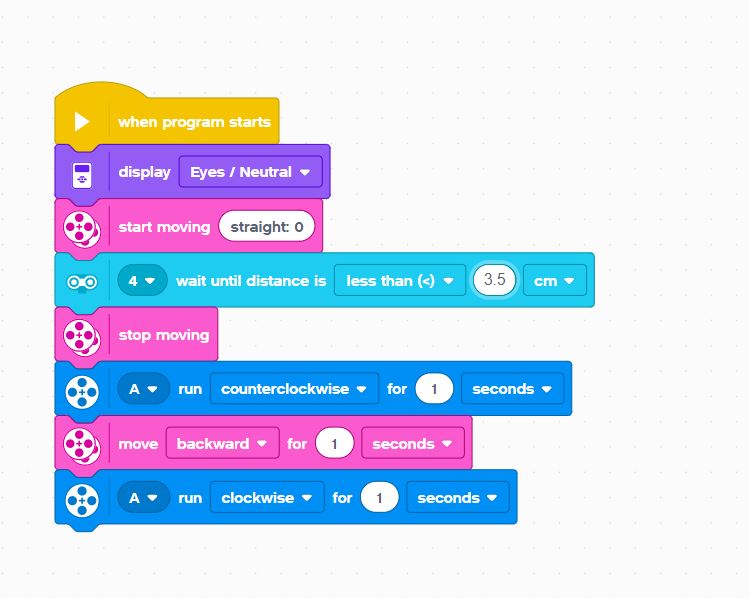 when program starts
display Eyes / Neutral
start moving straight: 0
4 wait until distance is less than (<) 3.5 cm
stop moving
A run counterclockwise for 1 seconds
move backward for 1 seconds
A run clockwise for 1 seconds